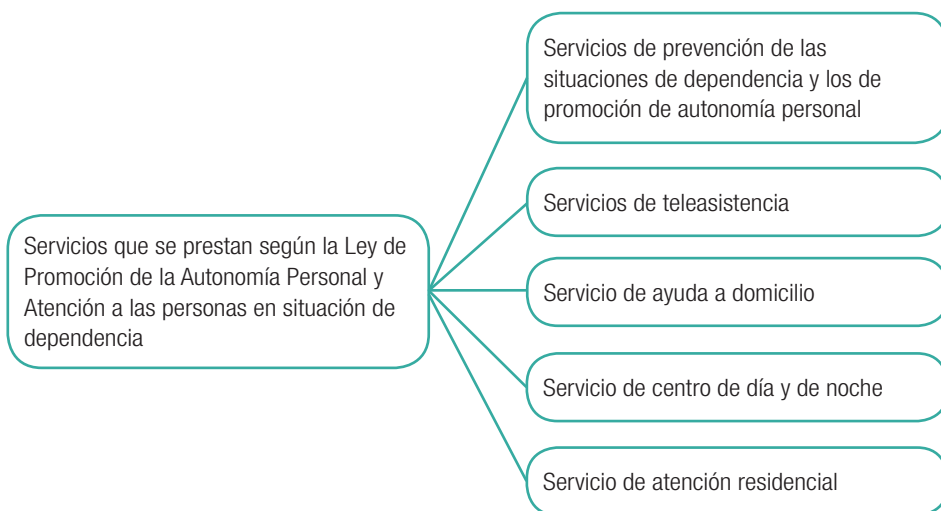 Servicios que se prestan según la Ley de
Promoción de la Autonomía Personal y
Atención a las personas en situación de
dependencia
Servicios de prevención de las
situaciones de dependencia y los de
promoción de autonomía personal
Servicios de teleasistencia
Servicio de ayuda a domicilio
Servicio de centro de día y de noche
Servicio de atención residencial